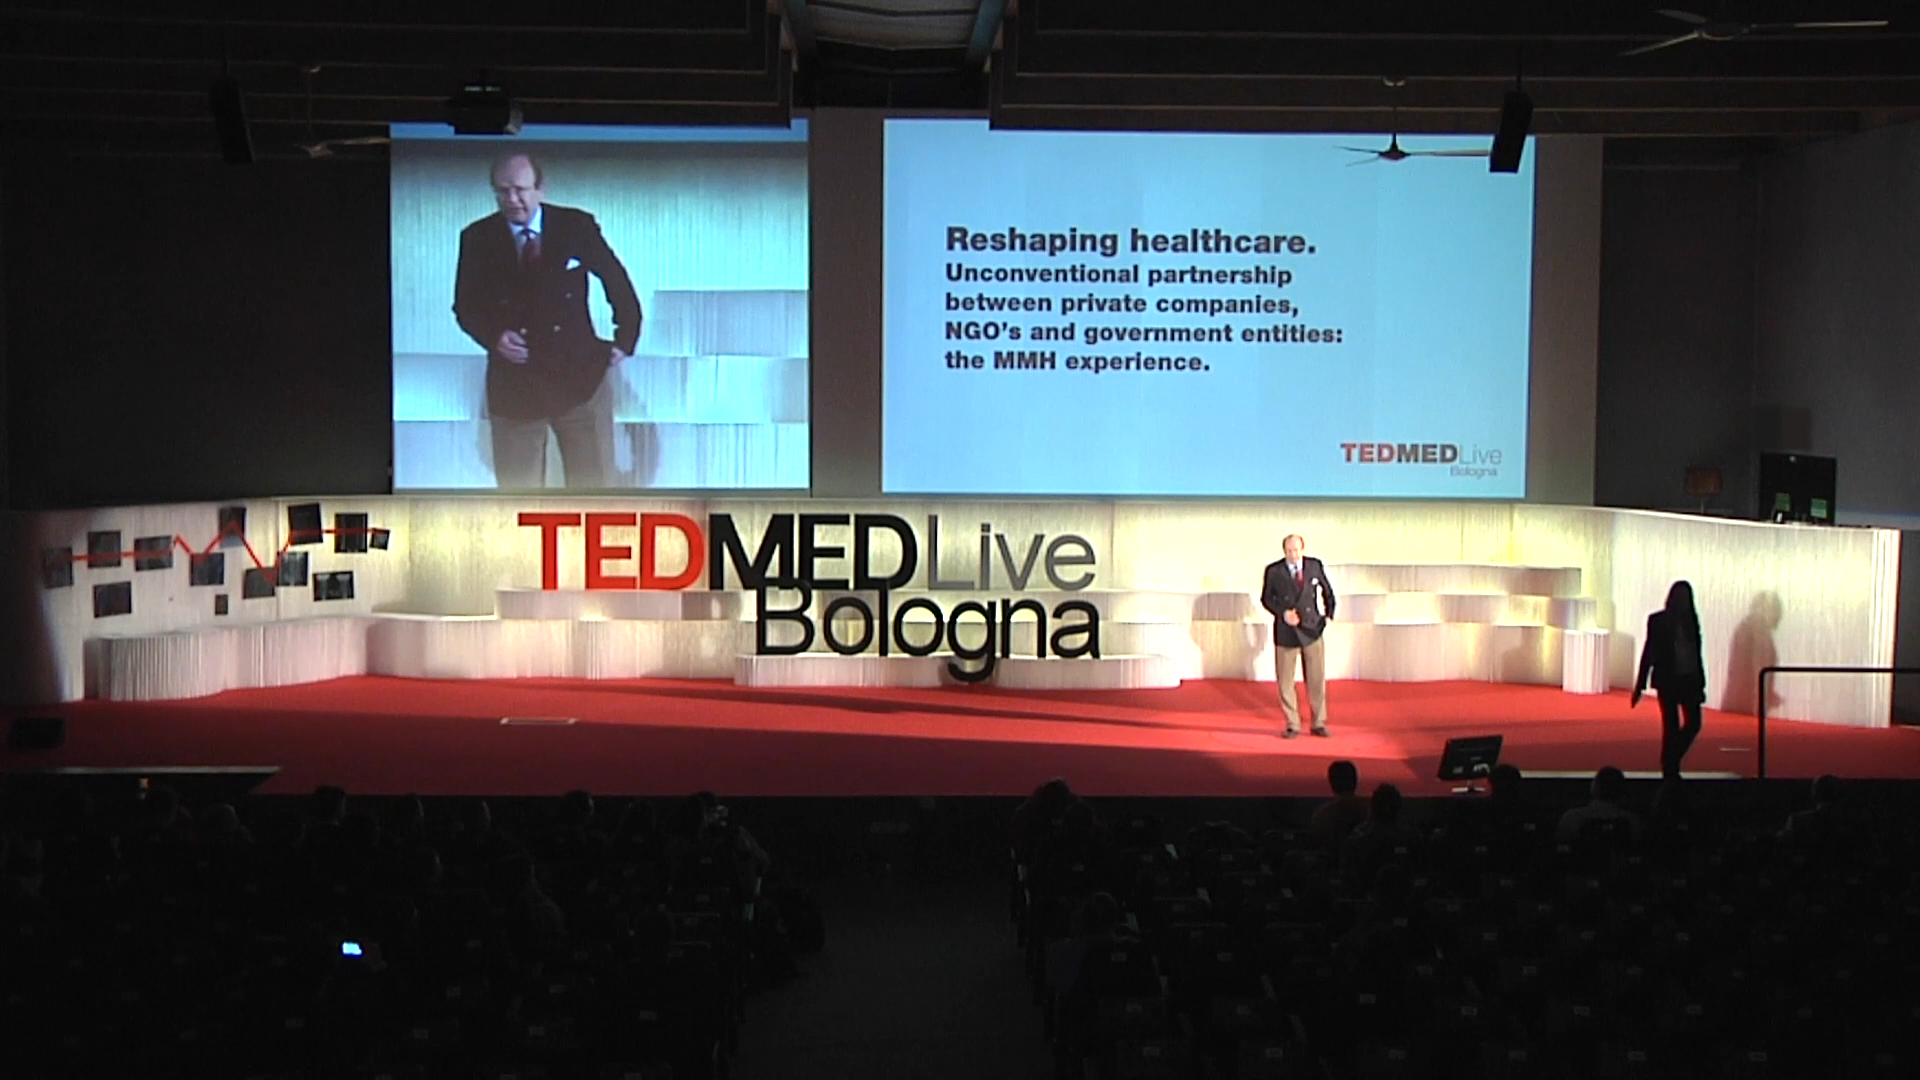 Reshaping healthcare.
Unconventional partnership
between private companies,
NGO's and government entities:
the MMH experience.
TEDMEDLive
Bologna
TEDMEDLive
Bologna